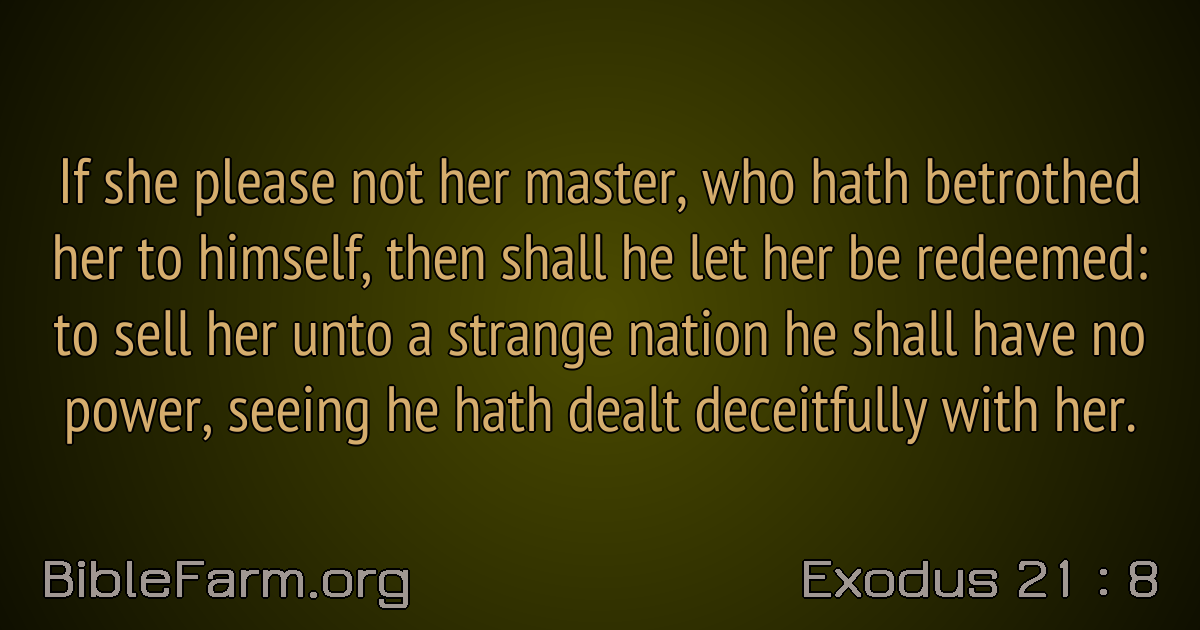 If she please not her master, who hath betrothed
her to himself, then shall he let her be redeemed:
to sell her unto a strange nation he shall have no
power, seeing he hath dealt deceitfully with her.
BibleFarm.org
Exodus 21 : 8